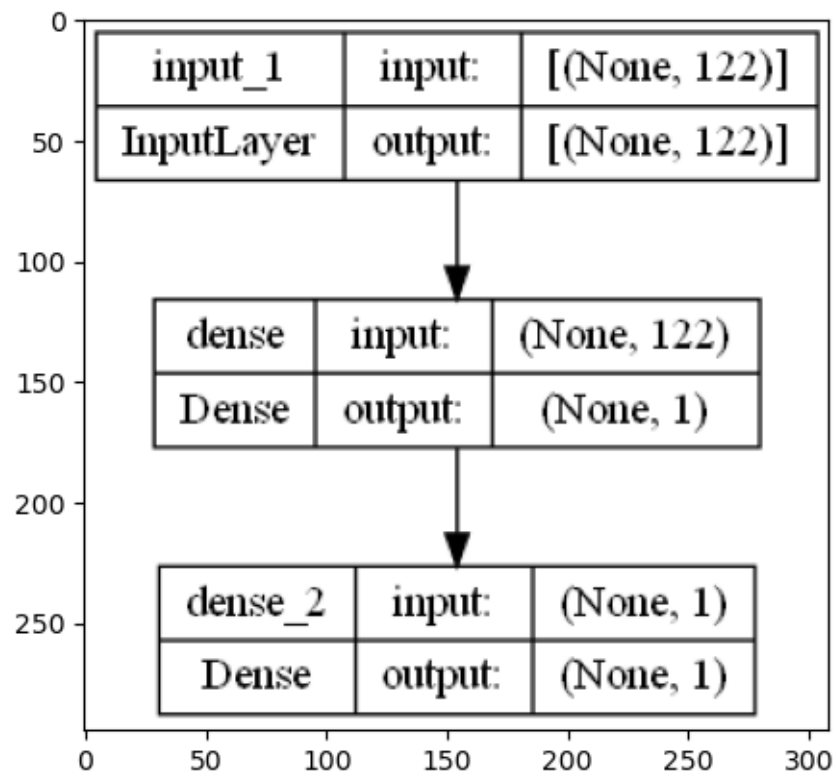 0
50
100
150
200
250
input_1 input: [(None, 122)]
InputLayer output: [(None, 122)]
dense input: (None, 122)
Dense output: (None, 1)
dense_2 input: (None, 1)
Dense output: (None, 1)
0 50 100 150 200 250 300